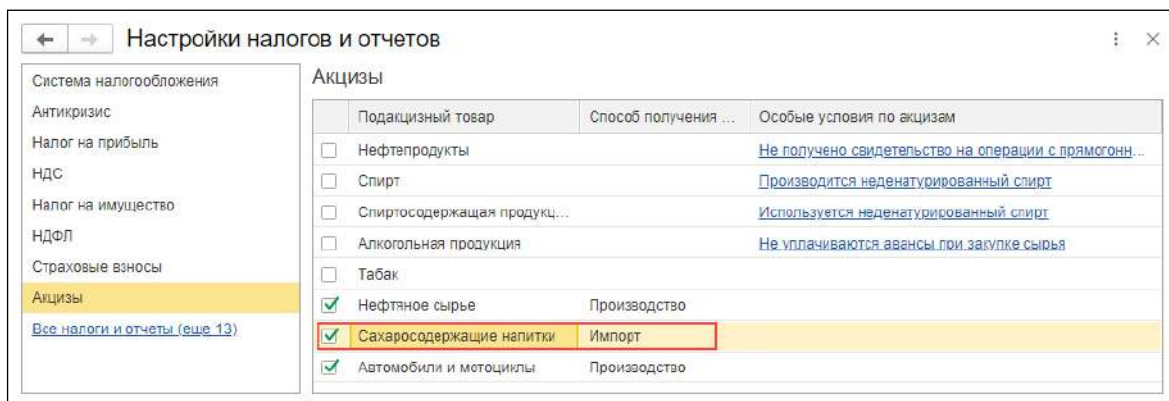 Настройки налогов и отчетов
Система налогообложения
Антикризис
Налог на прибыль
НДС
Налог на имущество
НДФЛ
Страховые взносы
Акцизы
Все налоги и отчеты (еще 13)
Акцизы
Подакцизный товар Способ получения ... Особые условия по акцизам
Нефтепродукты Не получено свидетельство на операции с прямогонн...
Спирт Производится неденатурированный спирт
Спиртосодержащая продукц... Используется неденатурированный спирт
Алкогольная продукция Не уплачиваются авансы при закупке сырья
Табак
Нефтяное сырье Производство
Сахаросодержащие напитки Импорт
Автомобили и мотоциклы Производство